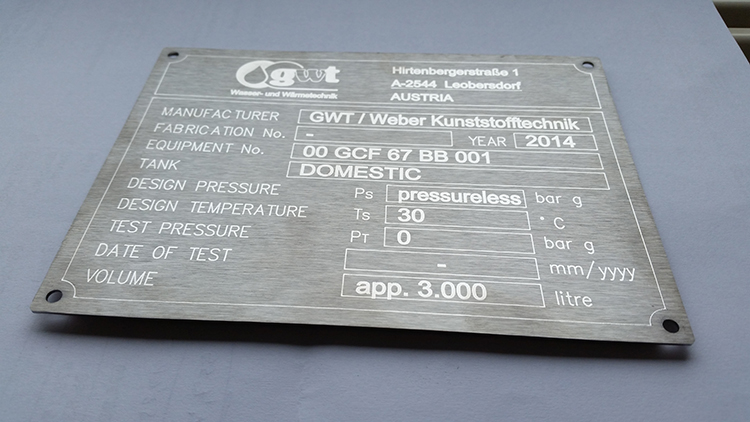 gwt
Wasser- und Wärmetechnik
Hirtenbergerstraße 1
A-2544 Leobersdorf
AUSTRIA
MANUFACTURER GWT / Weber Kunststofftechnik
FABRICATION No. - YEAR 2014
EQUIPMENT No. 00 GCF 67 BB 001
TANK DOMESTIC
DESIGN PRESSURE Ps pressureless bar g
DESIGN TEMPERATURE Ts 30 °C
TEST PRESSURE PT 0 bar g
DATE OF TEST - mm/yyyy
VOLUME app. 3.000 litre